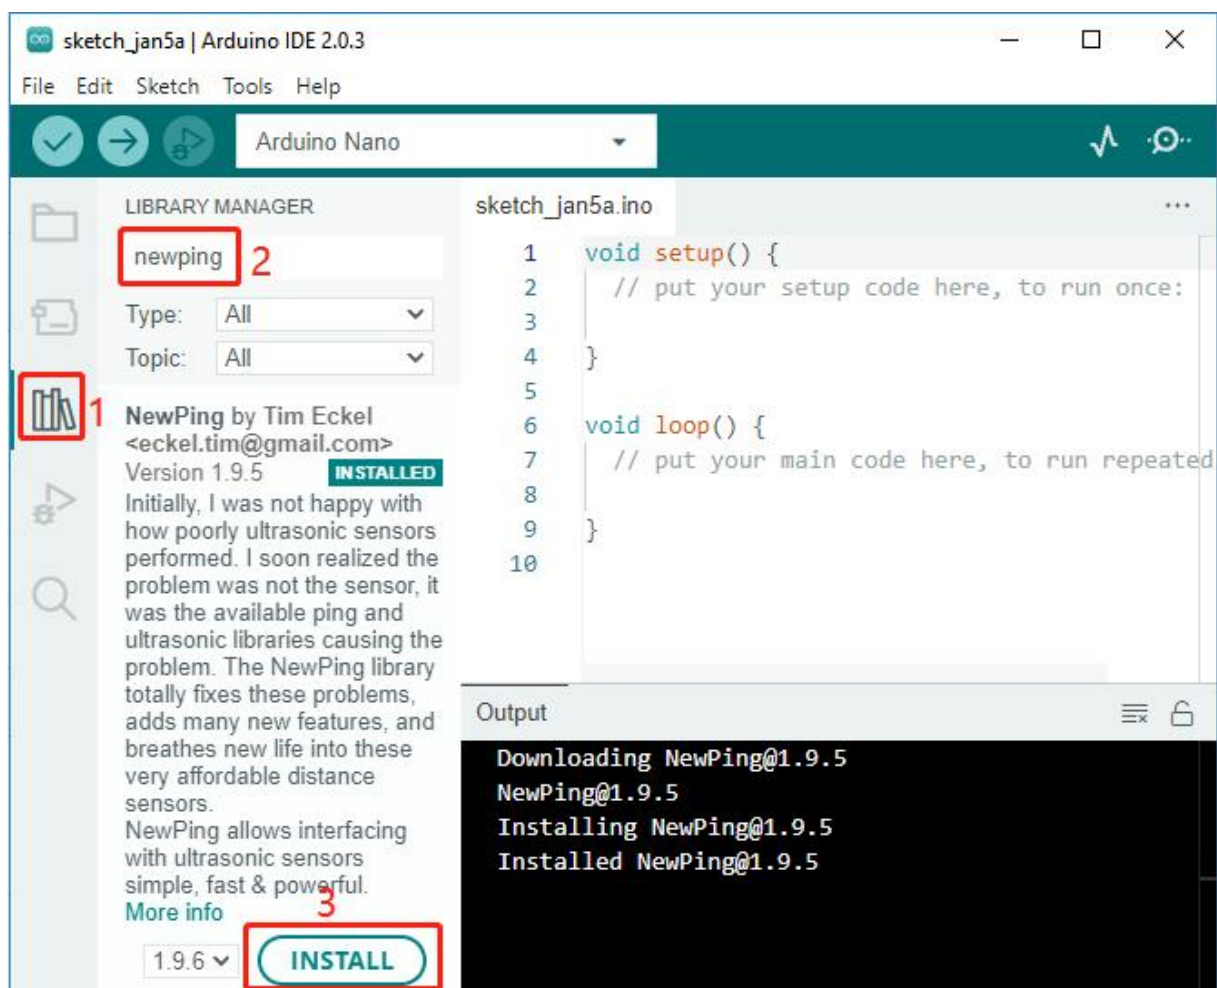 sketch_jan5a | Arduino IDE 2.0.3
File Edit Sketch Tools Help
Arduino Nano
LIBRARY MANAGER
newping
2
Type: All
Topic: All
1
NewPing by Tim Eckel
<eckel.tim@gmail.com>
Version 1.9.5 INSTALLED
Initially, I was not happy with
how poorly ultrasonic sensors
performed. I soon realized the
problem was not the sensor, it
was the available ping and
ultrasonic libraries causing the
problem. The NewPing library
totally fixes these problems,
adds many new features, and
breathes new life into these
very affordable distance
sensors.
NewPing allows interfacing
with ultrasonic sensors
simple, fast & powerful.
More info
3
1.9.6 INSTALL
sketch_jan5a.ino
1 void setup() {
2 // put your setup code here, to run once:
3
4 }
5
6 void loop() {
7 // put your main code here, to run repeated
8
9 }
10
Output
Downloading NewPing@1.9.5
NewPing@1.9.5
Installing NewPing@1.9.5
Installed NewPing@1.9.5